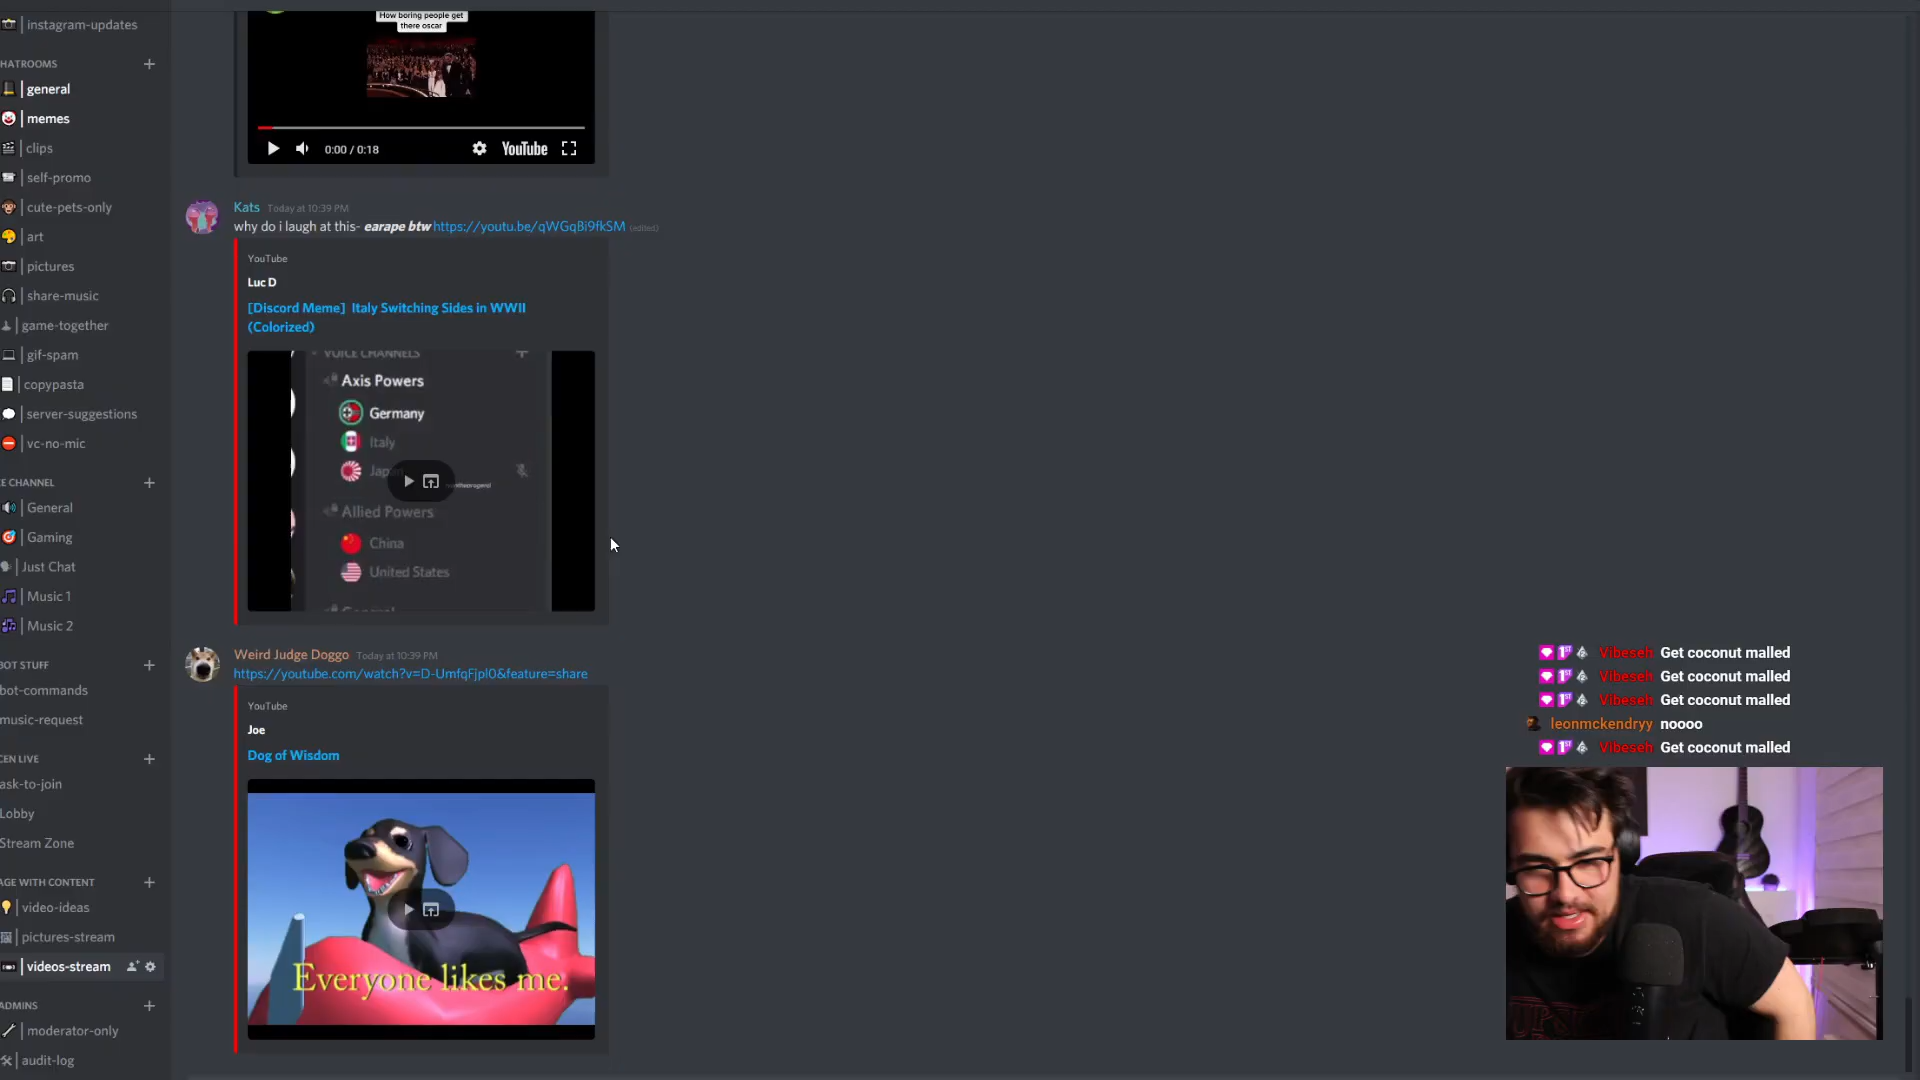 instagram-updates
HATROOMS
general
memes
clips
self-promo
cute-pets-only
art
pictures
share-music
game-together
gif-spam
copypasta
server-suggestions
vc-no-mic
E CHANNEL
General
Gaming
Just Chat
Music 1
Music 2
BOT STUFF
bot-commands
music-request
CEN LIVE
ask-to-join
Lobby
Stream Zone
AGE WITH CONTENT
video-ideas
pictures-stream
videos-stream
ADMINS
moderator-only
audit-log
How boring people get
there oscar
0:00 / 0:18
YouTube
Kats Today at 10:39 PM
why do i laugh at this- earape btw https://youtu.be/qWGqBi9fkSM (edited)
YouTube
Luc D
[Discord Meme] Italy Switching Sides in WWII
(Colorized)
VOICE CHANNELS
Axis Powers
Germany
Italy
Allied Powers
China
United States
General
Weird Judge Doggo Today at 10:39 PM
https://youtube.com/watch?v=D-UmfqFjpl0&feature=share
YouTube
Joe
Dog of Wisdom
Everyone likes me.
Vibeseh Get coconut malled
Vibeseh Get coconut malled
Vibeseh Get coconut malled
leonmckendryy noooo
Vibeseh Get coconut malled